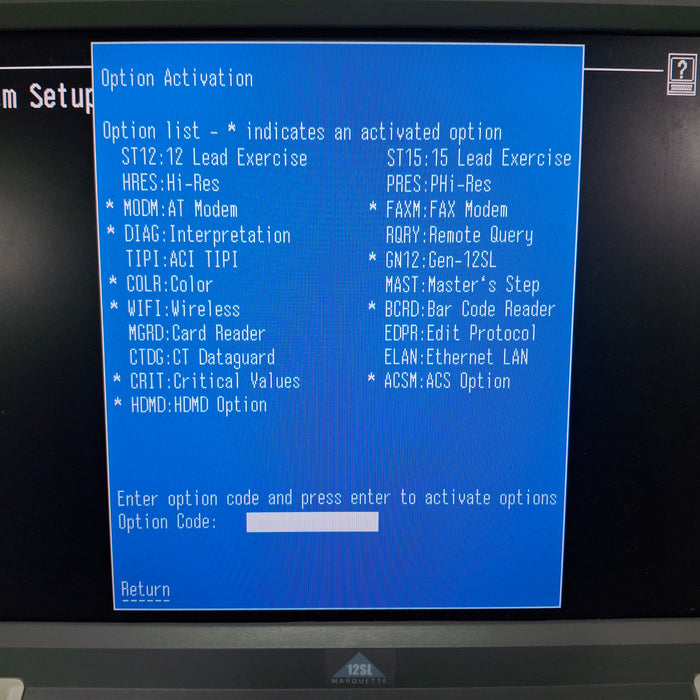 m Setup
?
Option Activation
Option list - * indicates an activated option
ST12:12 Lead Exercise ST15:15 Lead Exercise
HRES:Hi-Res PRES:PHi-Res
* MODM:AT Modem * FAXM:FAX Modem
* DIAG:Interpretation RQRY:Remote Query
TIPI:ACI TIPI * GN12:Gen-12SL
* COLR:Color MAST:Master's Step
* WIFI:Wireless * BCRD:Bar Code Reader
MGRD:Card Reader EDPR:Edit Protocol
CTDG:CT Dataguard ELAN:Ethernet LAN
* CRIT:Critical Values * ACSM:ACS Option
* HDMD:HDMD Option
Enter option code and press enter to activate options
Option Code:
Return
12SL
MARQUETTE